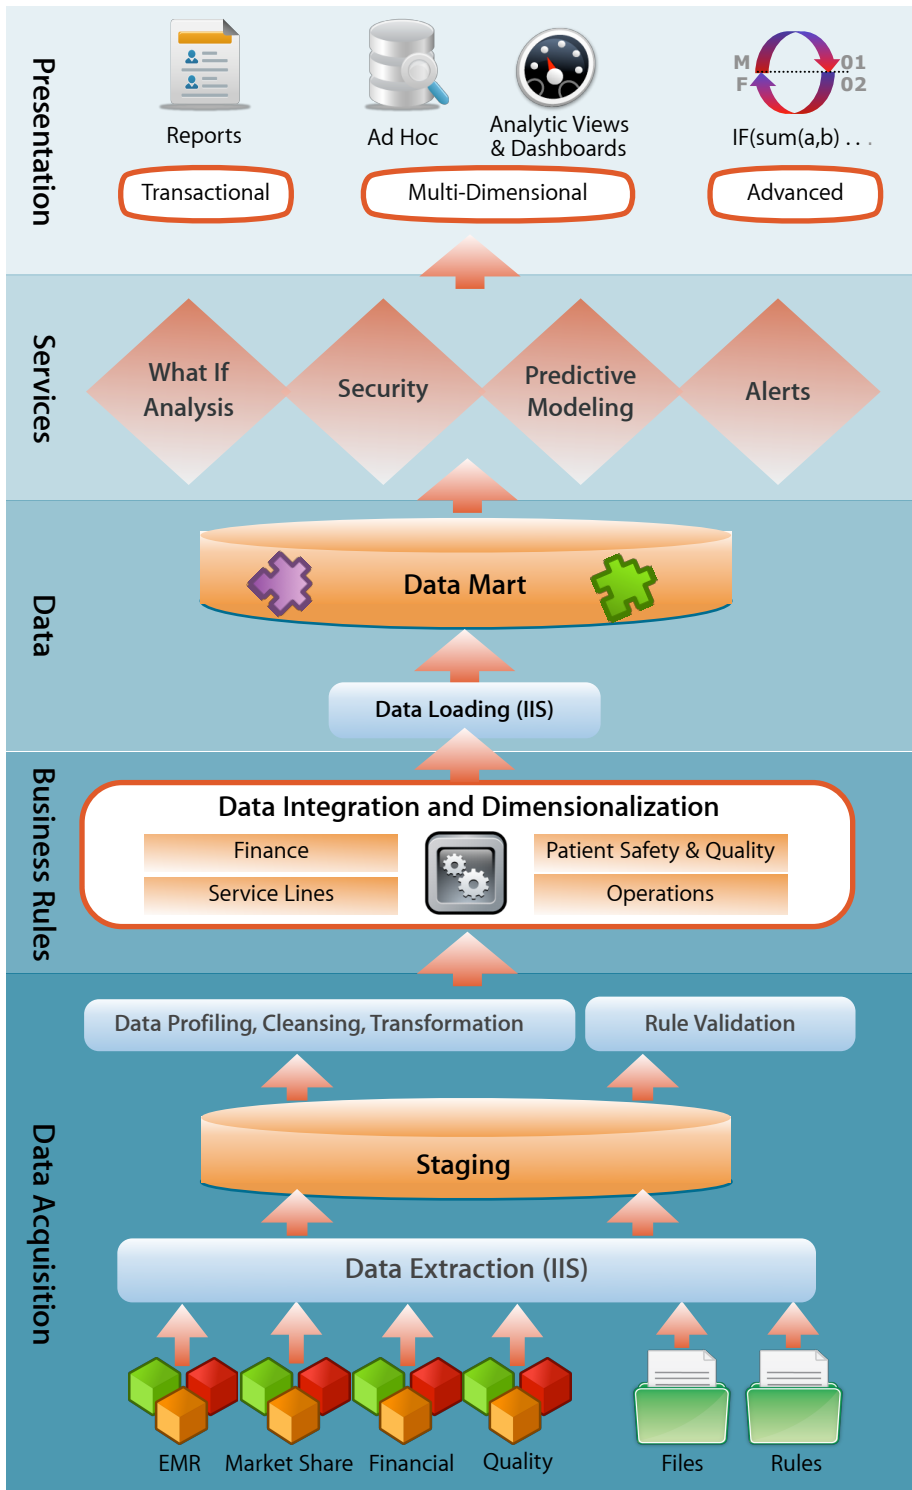 Presentation
Reports
Ad Hoc
Analytic Views
& Dashboards
M
01
F
02
IF(sum(a,b) . . .
Transactional
Multi-Dimensional
Advanced
Services
What If
Analysis
Security
Predictive
Modeling
Alerts
Data
Data Mart
Data Loading (IIS)
Business Rules
Data Integration and Dimensionalization
Finance
Patient Safety & Quality
Service Lines
Operations
Data Acquisition
Data Profiling, Cleansing, Transformation
Rule Validation
Staging
Data Extraction (IIS)
EMR
Market Share
Financial
Quality
Files
Rules